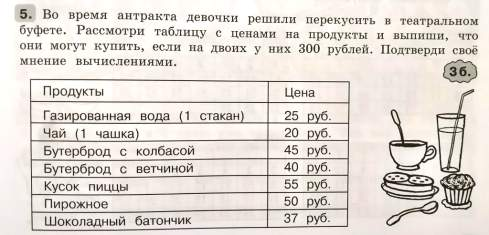 5. Во время антракта девочки решили перекусить в театральном
буфете. Рассмотри таблицу с ценами на продукты и выпиши, что
они могут купить, если на двоих у них 300 рублей. Подтверди своё
мнение вычислениями.
3б.
Продукты Цена
Газированная вода (1 стакан) 25 руб.
Чай (1 чашка) 20 руб.
Бутерброд с колбасой 45 руб.
Бутерброд с ветчиной 40 руб.
Кусок пиццы 55 руб.
Пирожное 50 руб.
Шоколадный батончик 37 руб.